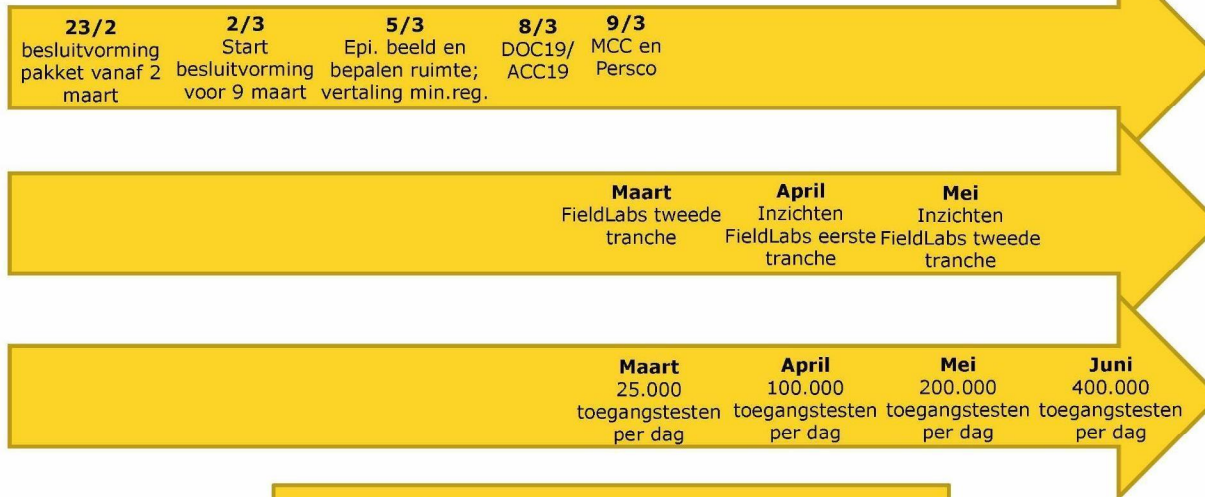 23/2
besluitvorming
pakket vanaf 2
maart
2/3
Start
besluitvorming
voor 9 maart
5/3
Epi. beeld en
bepalen ruimte;
vertaling min.reg.
8/3
DOC19/
ACC19
9/3
MCC en
Persco
Maart
FieldLabs tweede
tranche
April
Inzichten
FieldLabs eerste
tranche
Mei
Inzichten
FieldLabs tweede
tranche
Maart
25.000
toegangstesten
per dag
April
100.000
toegangstesten
per dag
Mei
200.000
toegangstesten
per dag
Juni
400.000
toegangstesten
per dag